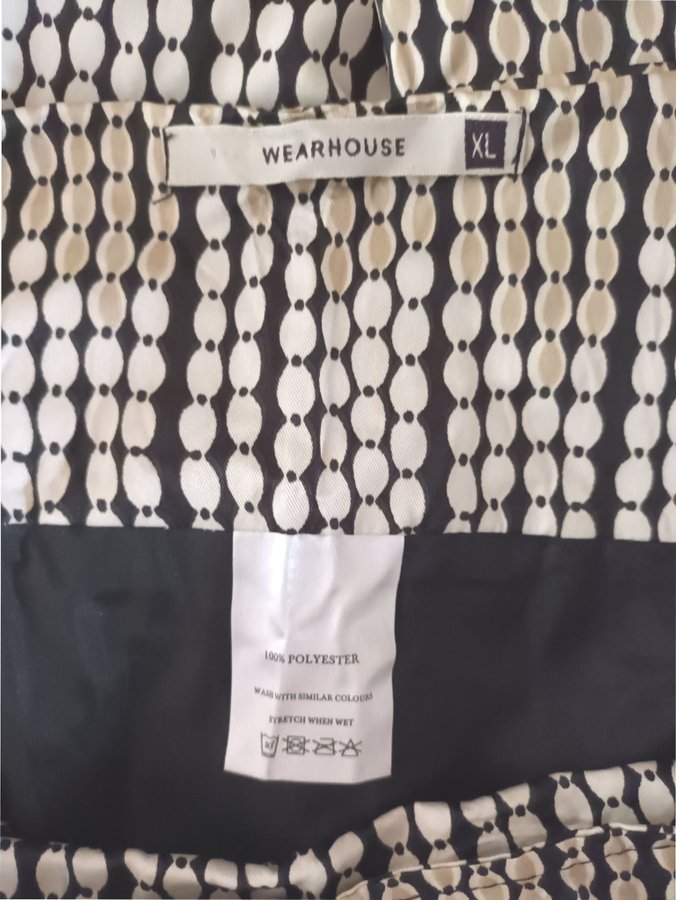 WEARHOUSE XL
100% POLYESTER
WASH WITH SIMILAR COLOURS
STRETCH WHEN WET